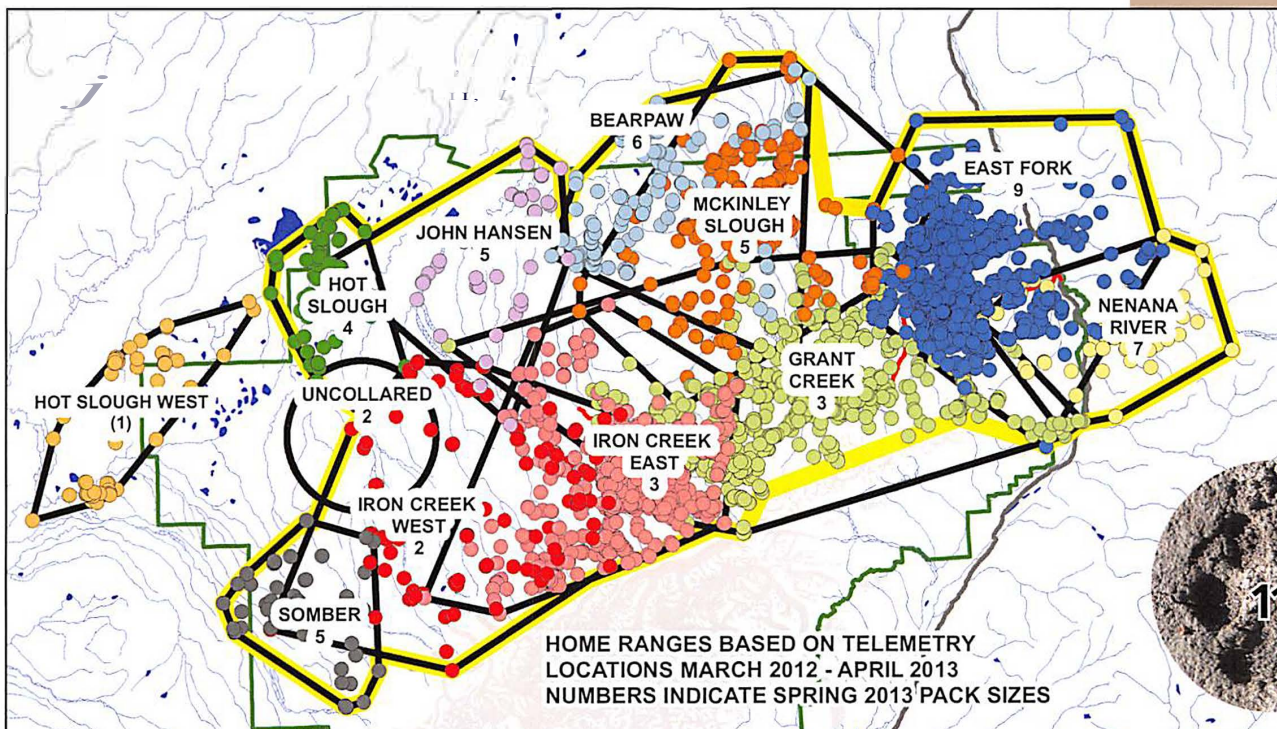 BEARPAW
6
EAST FORK
9
MCKINLEY
SLOUGH
5
JOHN HANSEN
5
HOT
SLOUGH
4
NENANA
RIVER
7
GRANT
CREEK
3
UNCOLLARED
2
HOT SLOUGH WEST
(1)
IRON CREEK
EAST
3
IRON CREEK
WEST
2
SOMBER
5
HOME RANGES BASED ON TELEMETRY
LOCATIONS MARCH 2012 - APRIL 2013
NUMBERS INDICATE SPRING 2013 PACK SIZES